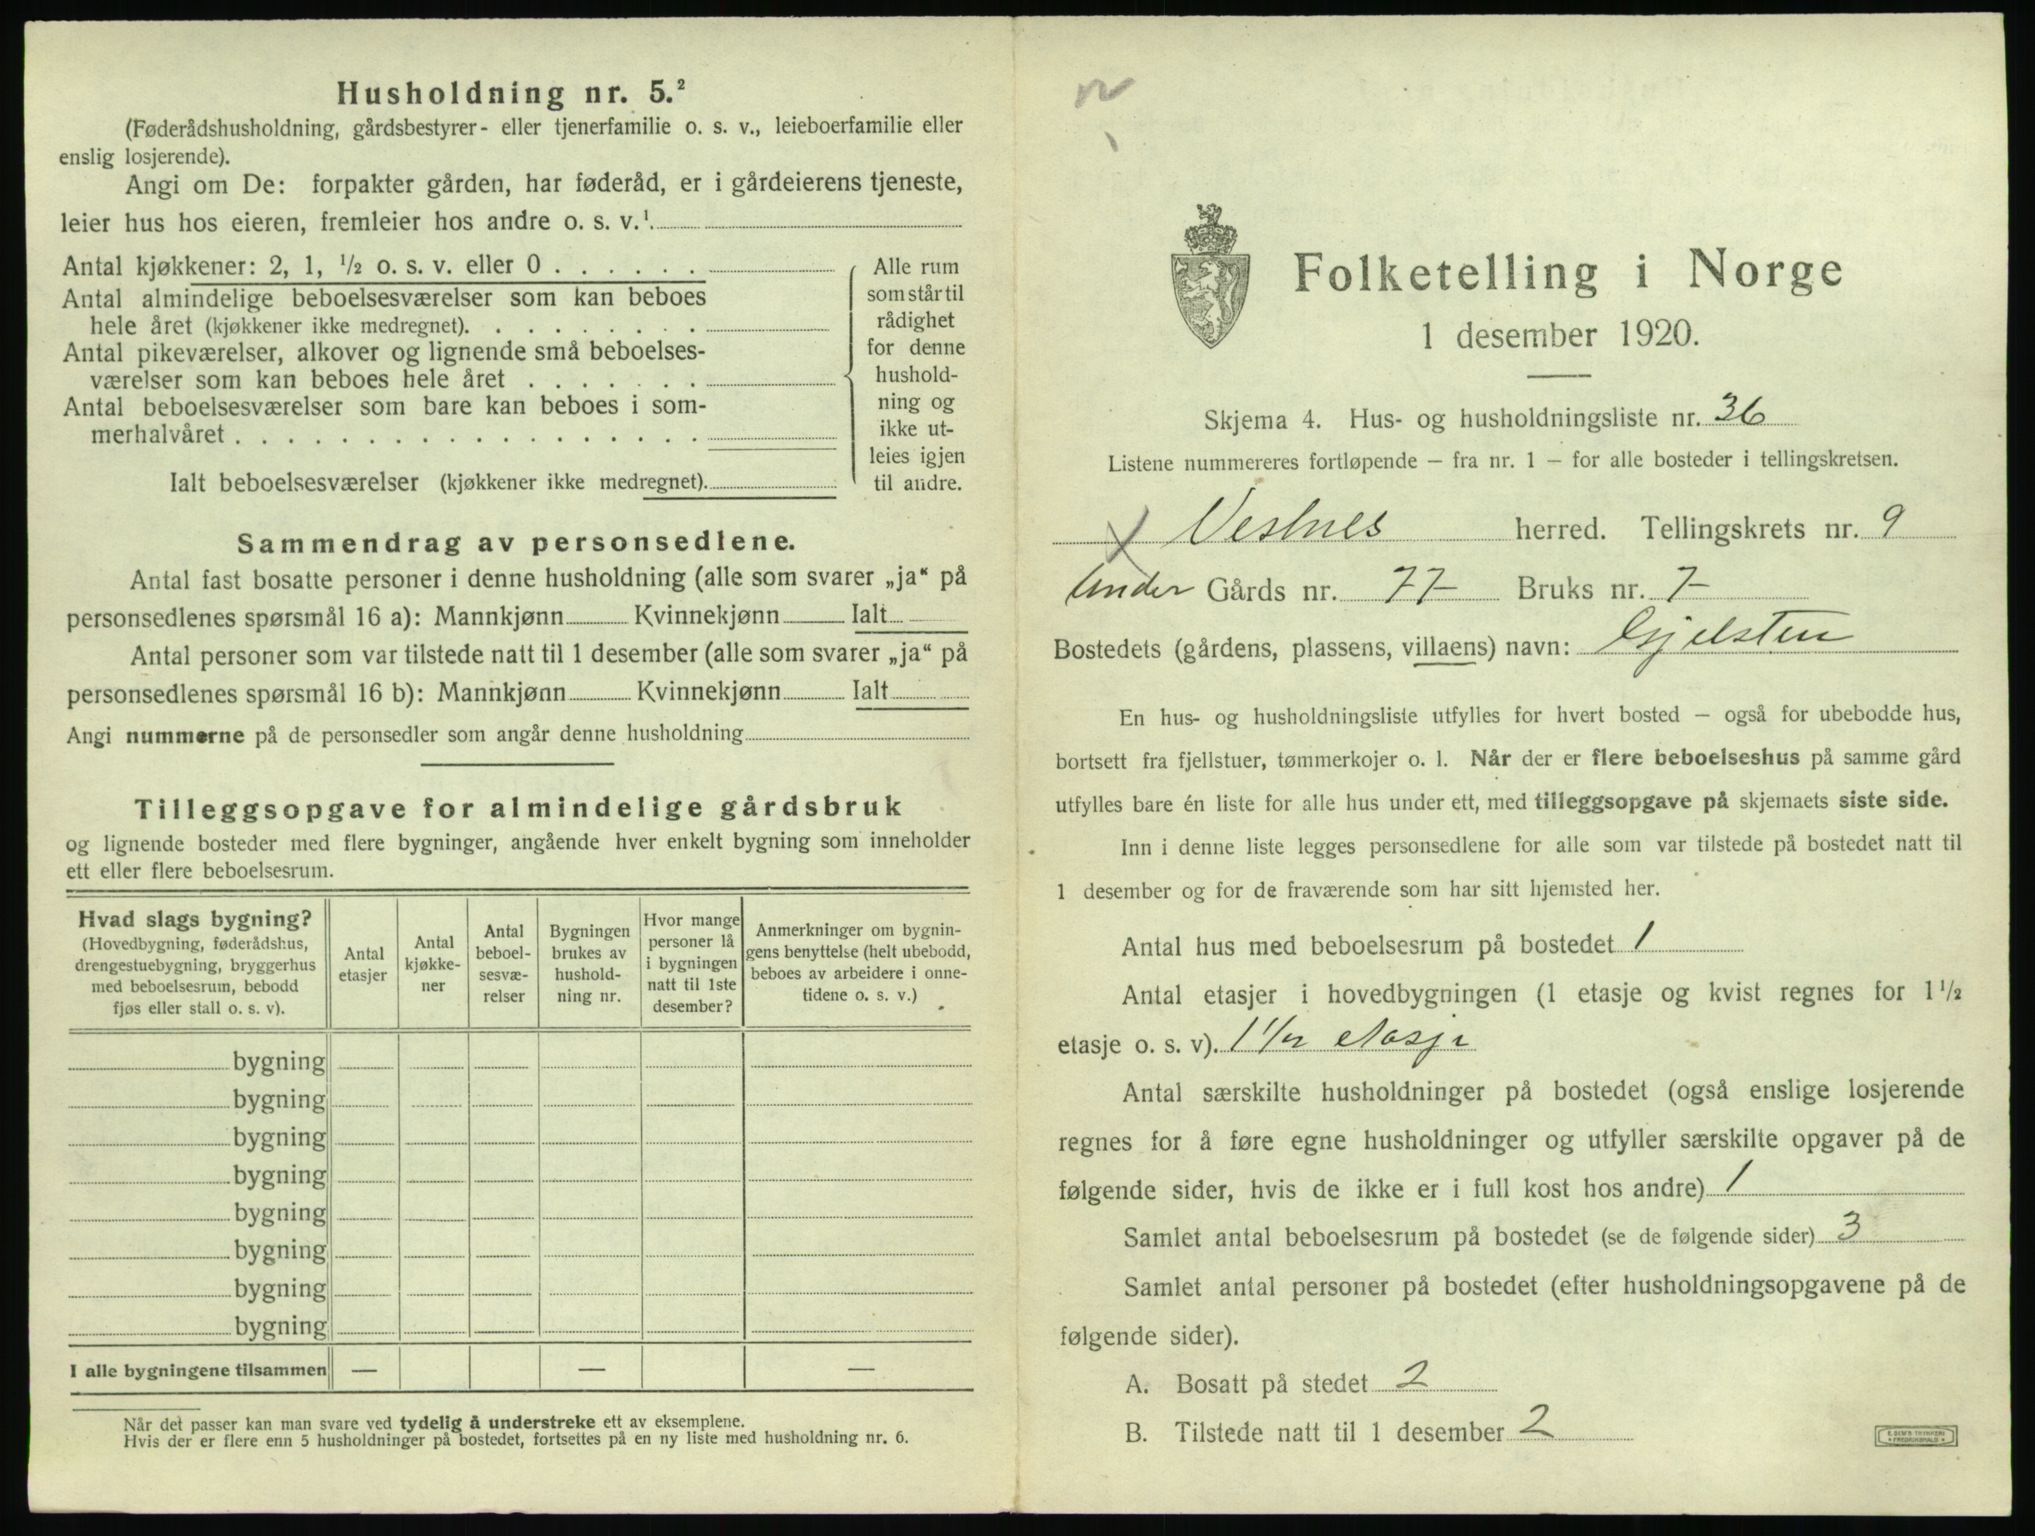 Husholdning nr. 5.²
(Føderådshusholdning, gårdsbestyrer- eller tjenerfamilie o. s. v., leieboerfamilie eller
enslig losjerende).
Angi om De: forpakter gården, har føderåd, er i gårdeierens tjeneste,
leier hus hos eieren, fremleier hos andre o. s. v.¹
Antal kjøkkener: 2, 1, ½ o. s. v. eller 0 . . . . . .
Antal almindelige beboelsesværelser som kan beboes
hele året (kjøkkener ikke medregnet). . . . . . . . .
Antal pikeværelser, alkover og lignende små beboelses-
værelser som kan beboes hele året . . . . . . .
Antal beboelsesværelser som bare kan beboes i som-
merhalvåret . . . . . . . . . . . . . . . . . .
Ialt beboelsesværelser (kjøkkener ikke medregnet).
Alle rum
som står til
rådighet
for denne
hushold-
ning og
ikke ut-
leies igjen
til andre.
Sammendrag av personsedlene.
Antal fast bosatte personer i denne husholdning (alle som svarer „ja“ på
personsedlenes spørsmål 16 a): Mannkjønn Kvinnekjønn Ialt
Antal personer som var tilstede natt til 1 desember (alle som svarer „ja“ på
personsedlenes spørsmål 16 b): Mannkjønn Kvinnekjønn Ialt
Angi nummerne på de personsedler som angår denne husholdning
Tilleggsopgave for almindelige gårdsbruk
og lignende bosteder med flere bygninger, angående hver enkelt bygning som inneholder
ett eller flere beboelsesrum.
Hvad slags bygning?
(Hovedbygning, føderådshus,
drengestuebygning, bryggerhus
med beboelsesrum, bebodd
fjøs eller stall o. s. v).
Antal
etasjer
Antal
kjøkke-
ner
Antal
beboel-
sesvæ-
relser
Bygningen
brukes av
hushold-
ning nr.
Hvor mange
personer lå
i bygningen
natt til 1ste
desember?
Anmerkninger om bygnin-
gens benyttelse (helt ubebodd,
beboes av arbeidere i onne-
tidene o. s. v.)
bygning
bygning
bygning
bygning
bygning
bygning
bygning
bygning
I alle bygningene tilsammen — — —
Når det passer kan man svare ved tydelig å understreke ett av eksemplene.
Hvis der er flere enn 5 husholdninger på bostedet, fortsettes på en ny liste med husholdning nr. 6.
Folketelling i Norge
1 desember 1920.
Skjema 4. Hus- og husholdningsliste nr. 36
Listene nummereres fortløpende – fra nr. 1 – for alle bosteder i tellingskretsen.
Vestnes herred. Tellingskrets nr. 9
under Gårds nr. 77 Bruks nr. 7
Bostedets (gårdens, plassens, villaens) navn: Gjelsten
En hus- og husholdningsliste utfylles for hvert bosted – også for ubebodde hus,
bortsett fra fjellstuer, tømmerkojer o. l. Når der er flere beboelseshus på samme gård
utfylles bare én liste for alle hus under ett, med tilleggsopgave på skjemaets siste side.
Inn i denne liste legges personsedlene for alle som var tilstede på bostedet natt til
1 desember og for de fraværende som har sitt hjemsted her.
Antal hus med beboelsesrum på bostedet 1
Antal etasjer i hovedbygningen (1 etasje og kvist regnes for 1½
etasje o. s. v). 1½ etasje
Antal særskilte husholdninger på bostedet (også enslige losjerende
regnes for å føre egne husholdninger og utfyller særskilte opgaver på de
følgende sider, hvis de ikke er i full kost hos andre) 1
Samlet antal beboelsesrum på bostedet (se de følgende sider) 3
Samlet antal personer på bostedet (efter husholdningsopgavene på de
følgende sider).
A. Bosatt på stedet 2
B. Tilstede natt til 1 desember 2